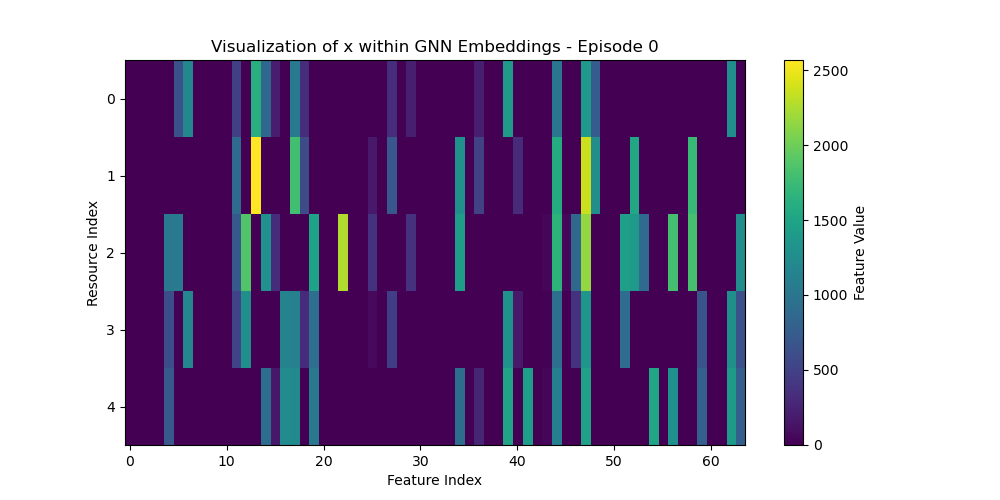 Visualization of x within GNN Embeddings - Episode 0
Resource Index
0
1
2
3
4
0 10 20 30 40 50 60
Feature Index
2500
2000
1500
1000
500
0
Feature Value